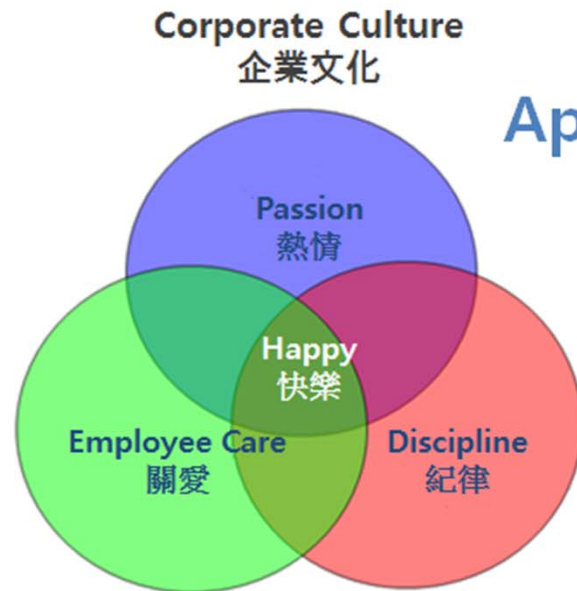 Corporate Culture
企業文化
Ap
Passion
熱情
Happy
快樂
Employee Care
關愛
Discipline
紀律